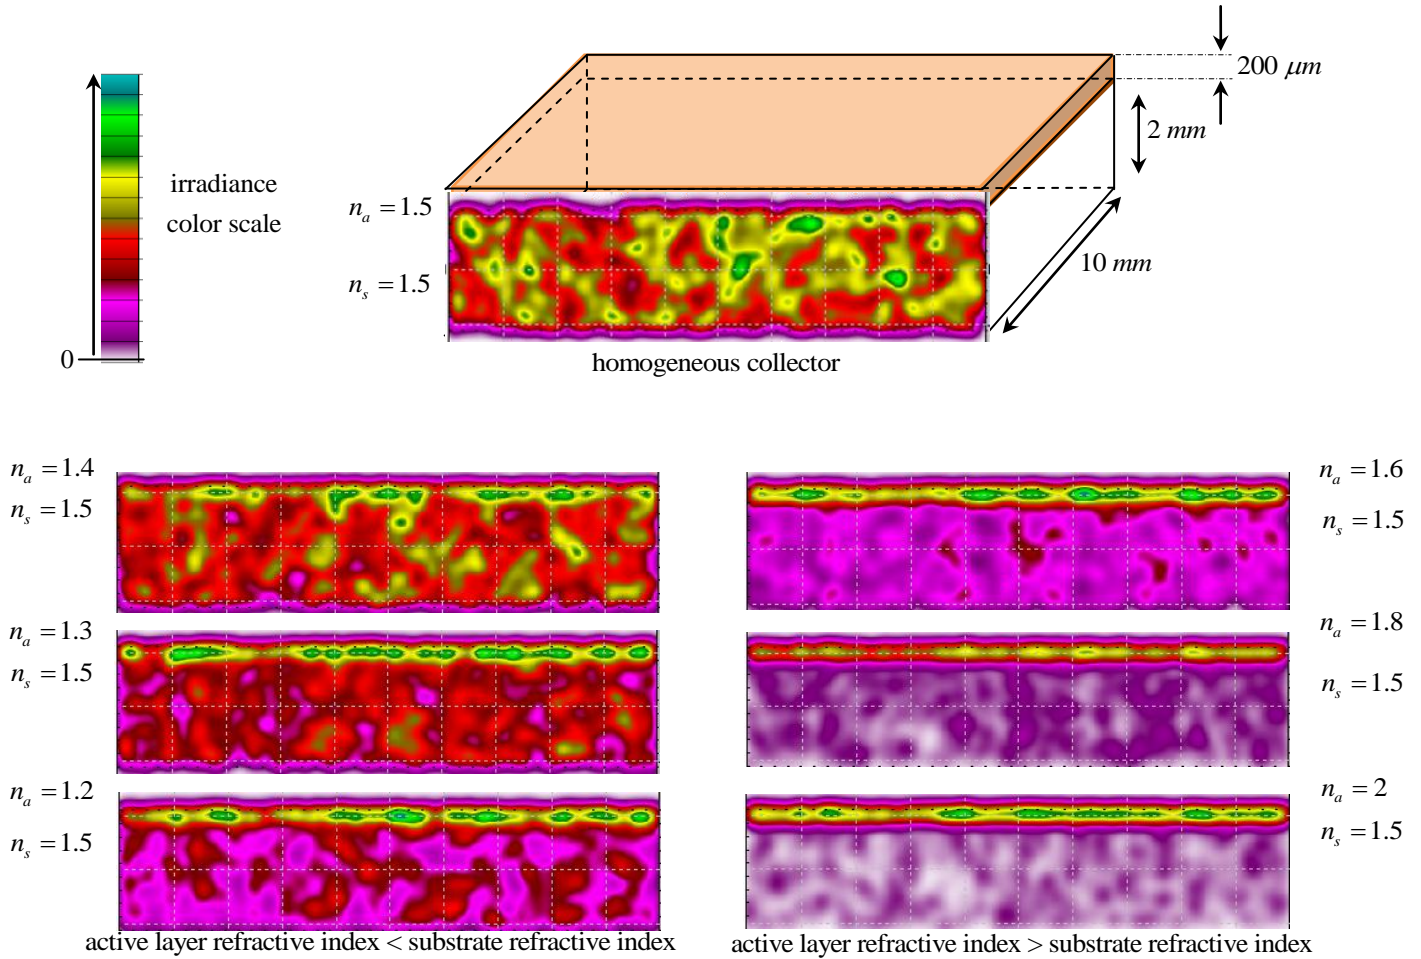 200 μm
2 mm
irradiance
color scale
n_a = 1.5
n_s = 1.5
10 mm
0
homogeneous collector
n_a = 1.4
n_s = 1.5
n_a = 1.6
n_s = 1.5
n_a = 1.3
n_s = 1.5
n_a = 1.8
n_s = 1.5
n_a = 1.2
n_s = 1.5
n_a = 2
n_s = 1.5
active layer refractive index < substrate refractive index
active layer refractive index > substrate refractive index